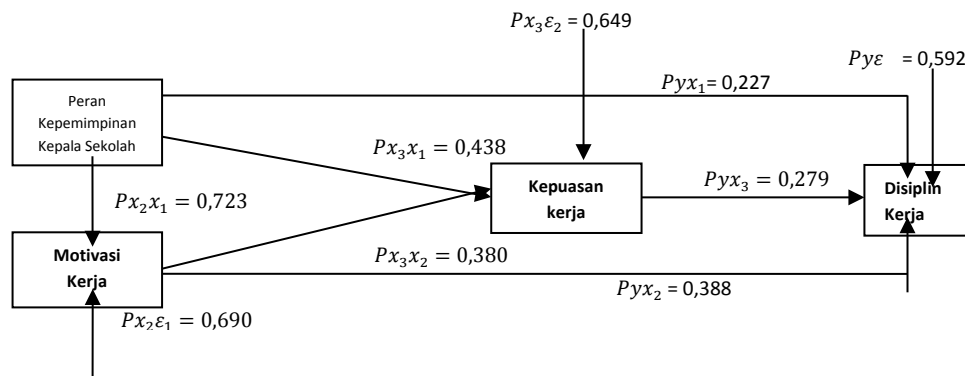 𝑃𝑥₃𝜀₂ = 0,649
𝑃𝑦𝜀 = 0,592
𝑃𝑦𝑥₁= 0,227
Peran
Kepemimpinan
Kepala Sekolah
𝑃𝑥₃𝑥₁ = 0,438
Kepuasan
kerja
𝑃𝑦𝑥₃ = 0,279
Disiplin
Kerja
𝑃𝑥₂𝑥₁ = 0,723
Motivasi
Kerja
𝑃𝑥₃𝑥₂ = 0,380
𝑃𝑦𝑥₂ = 0,388
𝑃𝑥₂𝜀₁ = 0,690